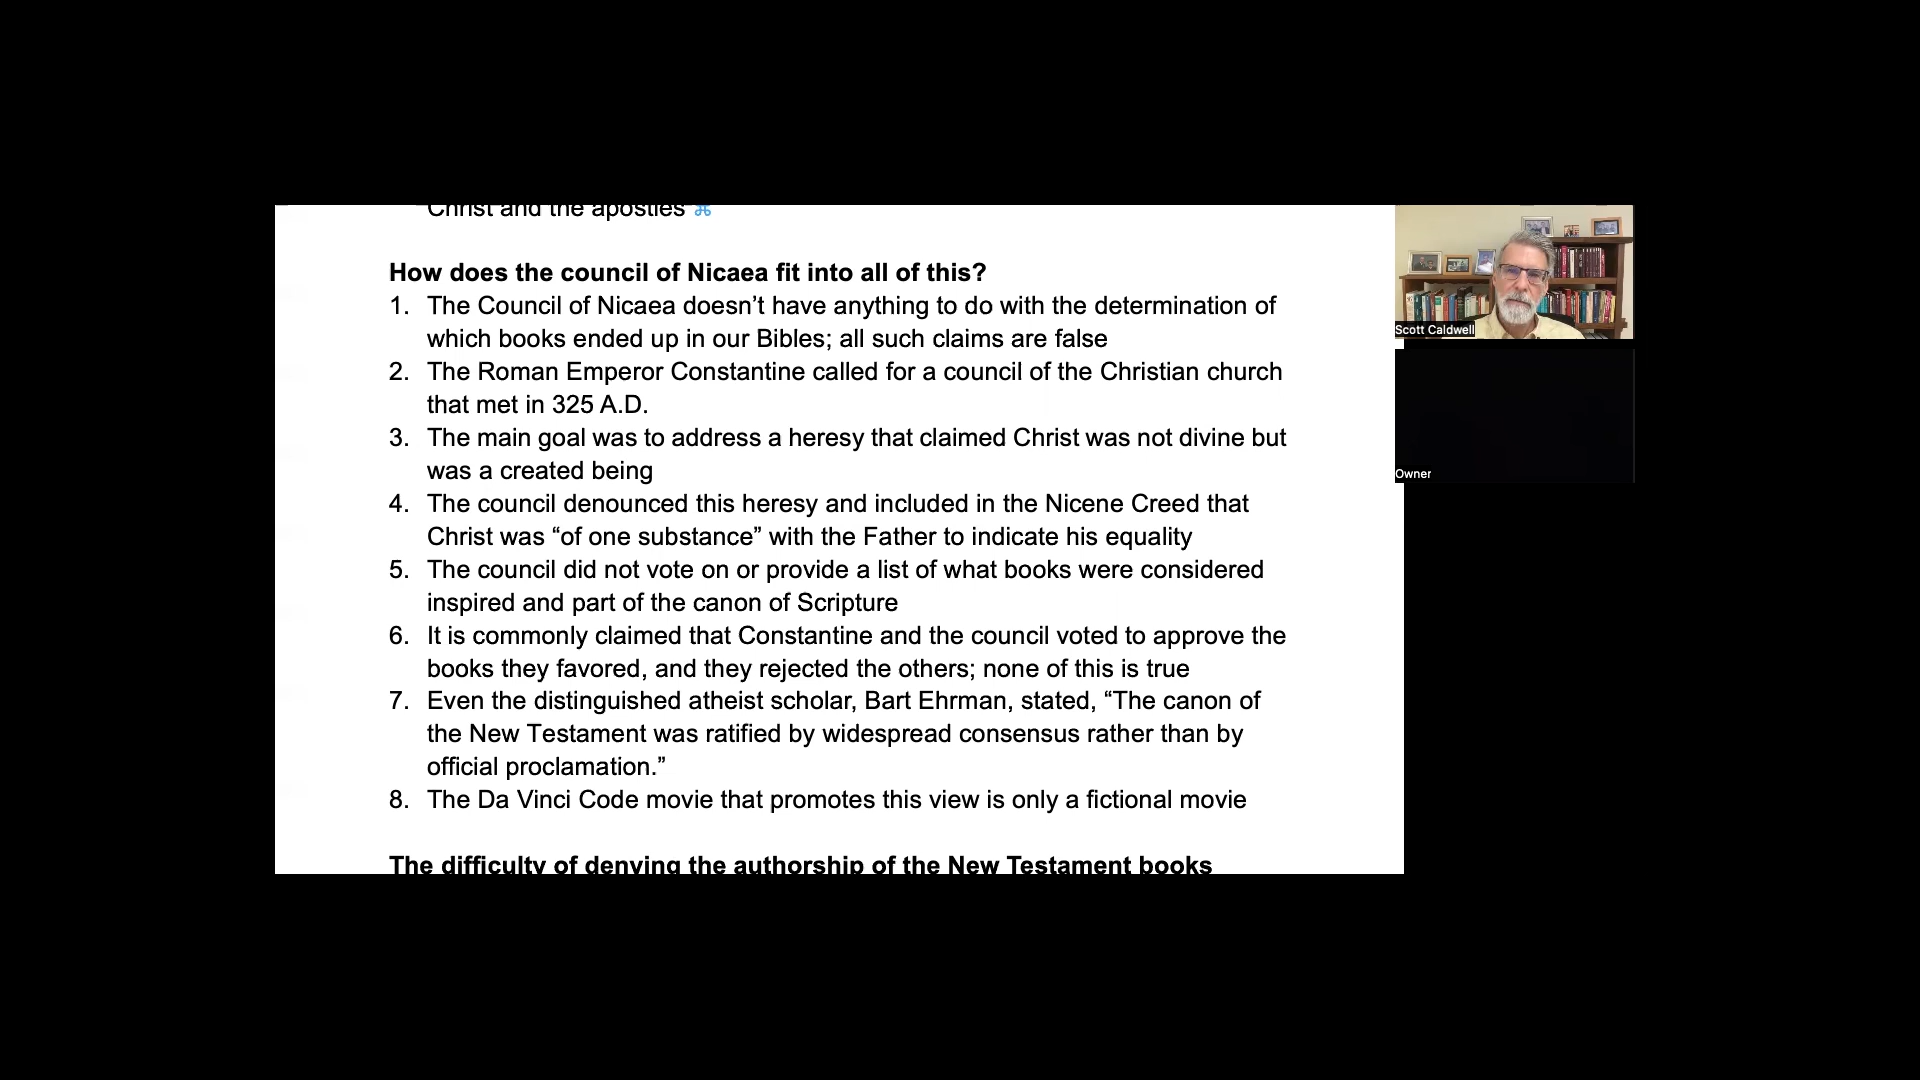 Christ and the apostles ⌘
How does the council of Nicaea fit into all of this?
1. The Council of Nicaea doesn’t have anything to do with the determination of
which books ended up in our Bibles; all such claims are false
2. The Roman Emperor Constantine called for a council of the Christian church
that met in 325 A.D.
3. The main goal was to address a heresy that claimed Christ was not divine but
was a created being
4. The council denounced this heresy and included in the Nicene Creed that
Christ was “of one substance” with the Father to indicate his equality
5. The council did not vote on or provide a list of what books were considered
inspired and part of the canon of Scripture
6. It is commonly claimed that Constantine and the council voted to approve the
books they favored, and they rejected the others; none of this is true
7. Even the distinguished atheist scholar, Bart Ehrman, stated, “The canon of
the New Testament was ratified by widespread consensus rather than by
official proclamation.”
8. The Da Vinci Code movie that promotes this view is only a fictional movie
The difficulty of denying the authorship of the New Testament books
Scott Caldwell
Owner